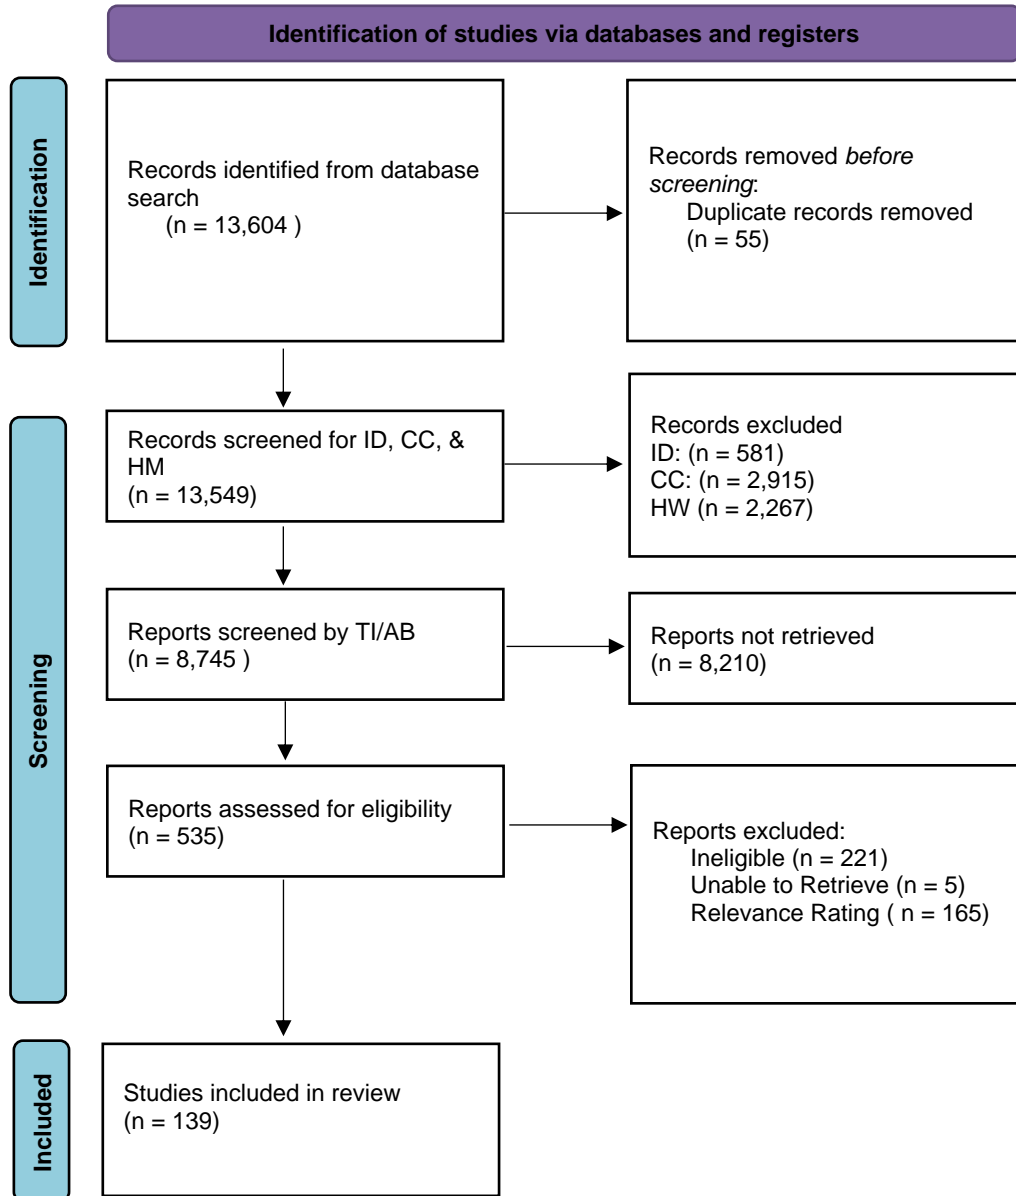 Identification of studies via databases and registers
Identification
Records identified from database
search
(n = 13,604 )
Records removed before
screening:
Duplicate records removed
(n = 55)
Screening
Records screened for ID, CC, &
HM
(n = 13,549)
Records excluded
ID: (n = 581)
CC: (n = 2,915)
HW (n = 2,267)
Reports screened by TI/AB
(n = 8,745 )
Reports not retrieved
(n = 8,210)
Reports assessed for eligibility
(n = 535)
Reports excluded:
Ineligible (n = 221)
Unable to Retrieve (n = 5)
Relevance Rating ( n = 165)
Included
Studies included in review
(n = 139)